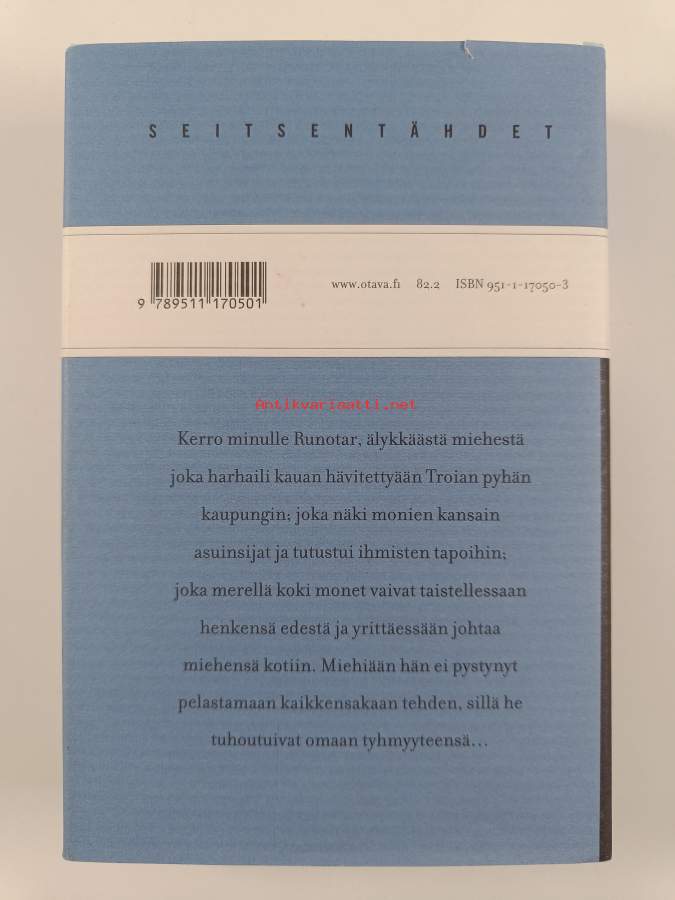 SEITSENTÄHDET
www.otava.fi 82.2 ISBN 951-1-17050-3
9 789511 170501
Antikvariaatti.net
Kerro minulle Runotar, älykkäästä miehestä
joka harhaili kauan hävitettyään Troian pyhän
kaupungin; joka näki monien kansain
asuinsijat ja tutustui ihmisten tapoihin;
joka merellä koki monet vaivat taistellessaan
henkensä edestä ja yrittäessään johtaa
miehensä kotiin. Miehiään hän ei pystynyt
pelastamaan kaikkensakaan tehden, sillä he
tuhoutuivat omaan tyhmyyteensä...